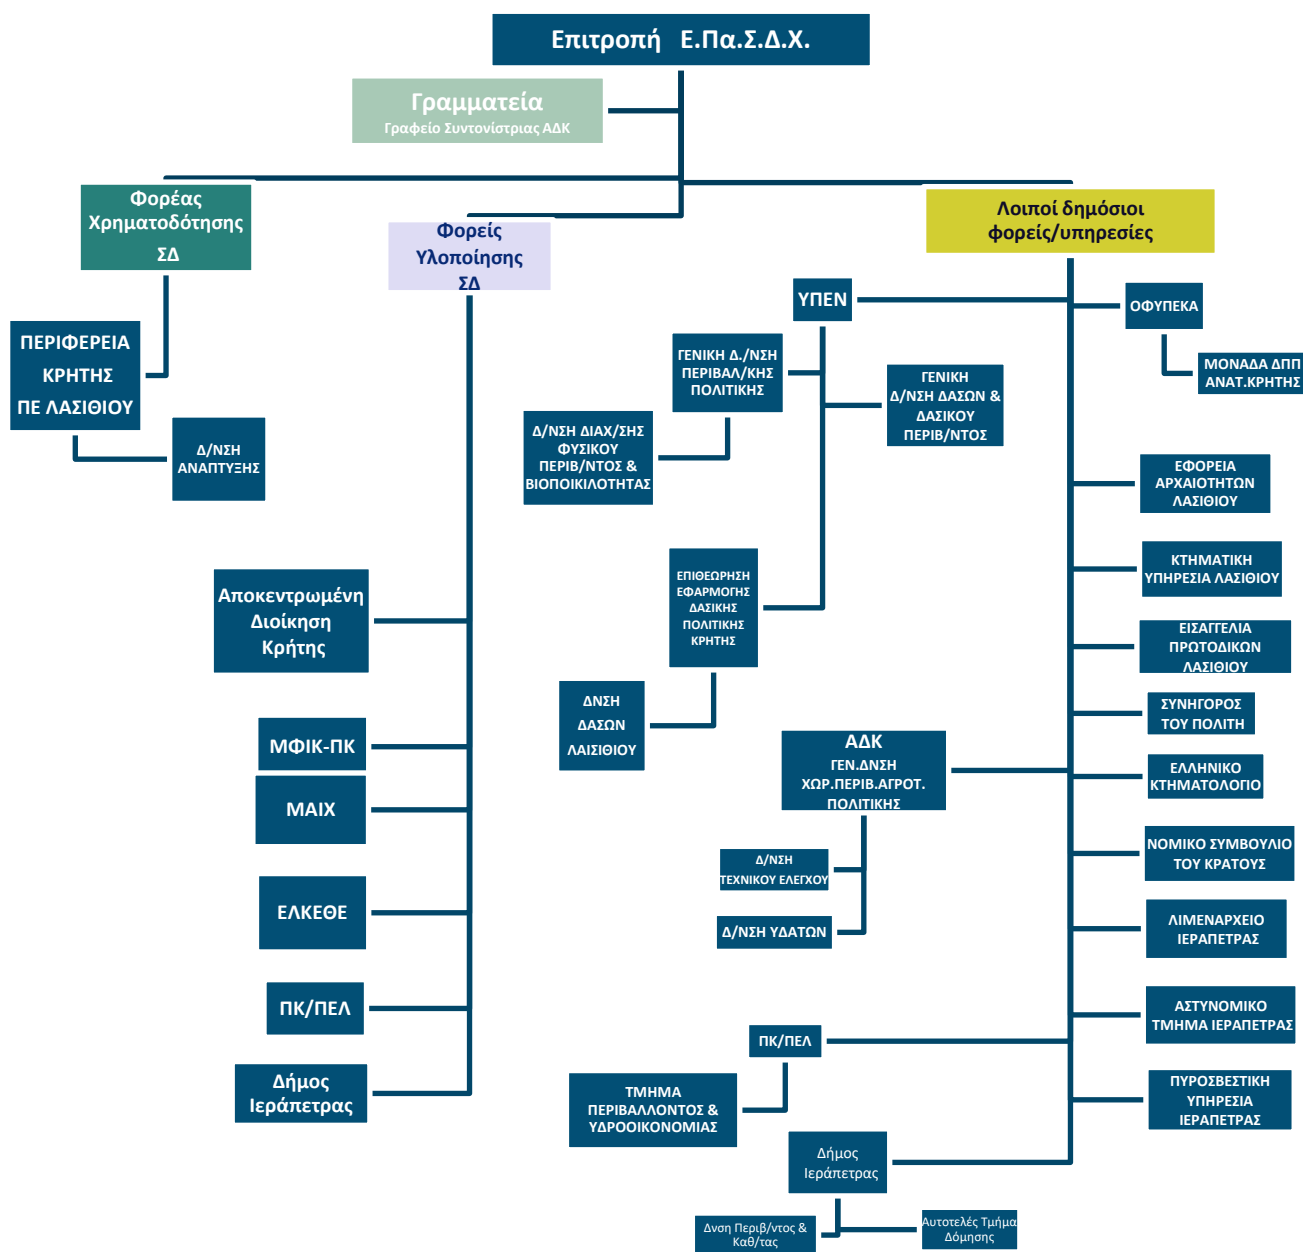 Επιτροπή Ε.Πα.Σ.Δ.Χ.
Γραμματεία
Γραφείο Συντονίστριας ΑΔΚ
Φορέας
Χρηματοδότησης
ΣΔ
ΠΕΡΙΦΕΡΕΙΑ
ΚΡΗΤΗΣ
ΠΕ ΛΑΣΙΘΙΟΥ
Δ/ΝΣΗ
ΑΝΑΠΤΥΞΗΣ
Φορείς
Υλοποίησης
ΣΔ
Αποκεντρωμένη
Διοίκηση
Κρήτης
ΜΦΙΚ-ΠΚ
ΜΑΙΧ
ΕΛΚΕΘΕ
ΠΚ/ΠΕΛ
Δήμος
Ιεράπετρας
Λοιποί δημόσιοι
φορείς/υπηρεσίες
ΥΠΕΝ
ΓΕΝΙΚΗ Δ./ΝΣΗ
ΠΕΡΙΒΑΛ/ΚΗΣ
ΠΟΛΙΤΙΚΗΣ
Δ/ΝΣΗ ΔΙΑΧ/ΣΗΣ
ΦΥΣΙΚΟΥ
ΠΕΡΙΒ/ΝΤΟΣ &
ΒΙΟΠΟΙΚΙΛΟΤΗΤΑΣ
ΓΕΝΙΚΗ
Δ/ΝΣΗ ΔΑΣΩΝ &
ΔΑΣΙΚΟΥ
ΠΕΡΙΒ/ΝΤΟΣ
ΕΠΙΘΕΩΡΗΣΗ
ΕΦΑΡΜΟΓΗΣ
ΔΑΣΙΚΗΣ
ΠΟΛΙΤΙΚΗΣ
ΚΡΗΤΗΣ
ΔΝΣΗ
ΔΑΣΩΝ
ΛΑΙΣΙΘΙΟΥ
ΑΔΚ
ΓΕΝ.ΔΝΣΗ
ΧΩΡ.ΠΕΡΙΒ.ΑΓΡΟΤ.
ΠΟΛΙΤΙΚΗΣ
Δ/ΝΣΗ
ΤΕΧΝΙΚΟΥ ΕΛΕΓΧΟΥ
Δ/ΝΣΗ ΥΔΑΤΩΝ
ΠΚ/ΠΕΛ
ΤΜΗΜΑ
ΠΕΡΙΒΑΛΛΟΝΤΟΣ &
ΥΔΡΟΟΙΚΟΝΟΜΙΑΣ
Δήμος
Ιεράπετρας
Δνση Περιβ/ντος &
Καθ/τας
Αυτοτελές Τμήμα
Δόμησης
ΟΦΥΠΕΚΑ
ΜΟΝΑΔΑ ΔΠΠ
ΑΝΑΤ.ΚΡΗΤΗΣ
ΕΦΟΡΕΙΑ
ΑΡΧΑΙΟΤΗΤΩΝ
ΛΑΣΙΘΙΟΥ
ΚΤΗΜΑΤΙΚΗ
ΥΠΗΡΕΣΙΑ ΛΑΣΙΘΙΟΥ
ΕΙΣΑΓΓΕΛΙΑ
ΠΡΩΤΟΔΙΚΩΝ
ΛΑΣΙΘΙΟΥ
ΣΥΝΗΓΟΡΟΣ
ΤΟΥ ΠΟΛΙΤΗ
ΕΛΛΗΝΙΚΟ
ΚΤΗΜΑΤΟΛΟΓΙΟ
ΝΟΜΙΚΟ ΣΥΜΒΟΥΛΙΟ
ΤΟΥ ΚΡΑΤΟΥΣ
ΛΙΜΕΝΑΡΧΕΙΟ
ΙΕΡΑΠΕΤΡΑΣ
ΑΣΤΥΝΟΜΙΚΟ
ΤΜΗΜΑ ΙΕΡΑΠΕΤΡΑΣ
ΠΥΡΟΣΒΕΣΤΙΚΗ
ΥΠΗΡΕΣΙΑ
ΙΕΡΑΠΕΤΡΑΣ